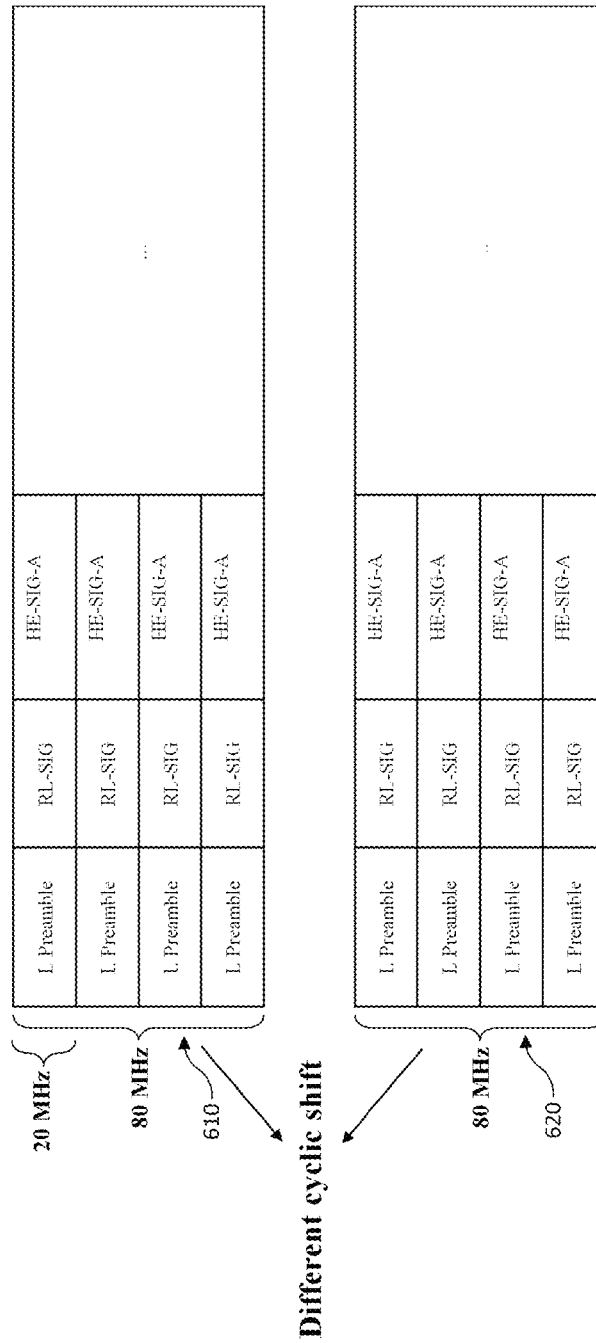 20 MHz
L Preamble RL-SIG HE-SIG-A
L Preamble RL-SIG HE-SIG-A
80 MHz
L Preamble RL-SIG HE-SIG-A
...
L Preamble RL-SIG HE-SIG-A
610
Different cyclic shift
L Preamble RL-SIG HE-SIG-A
L Preamble RL-SIG HE-SIG-A
80 MHz
L Preamble RL-SIG HE-SIG-A
...
L Preamble RL-SIG HE-SIG-A
620